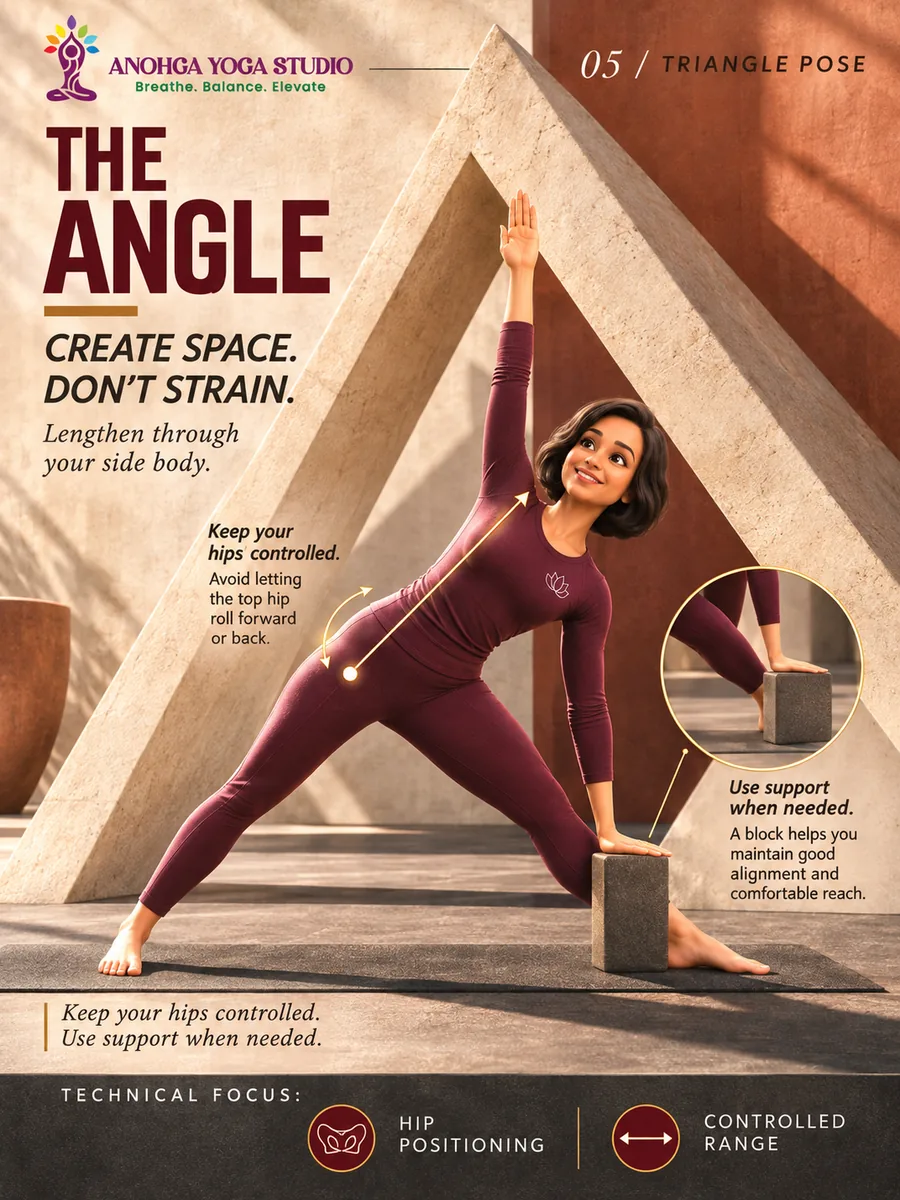 ANOHGA YOGA STUDIO
Breathe. Balance. Elevate
05 / TRIANGLE POSE
THE
ANGLE
CREATE SPACE.
DON'T STRAIN.
Lengthen through
your side body.
Keep your
hips controlled.
Avoid letting
the top hip
roll forward
or back.
Use support
when needed.
A block helps you
maintain good
alignment and
comfortable reach.
Keep your hips controlled.
Use support when needed.
TECHNICAL FOCUS:
HIP
POSITIONING
CONTROLLED
RANGE